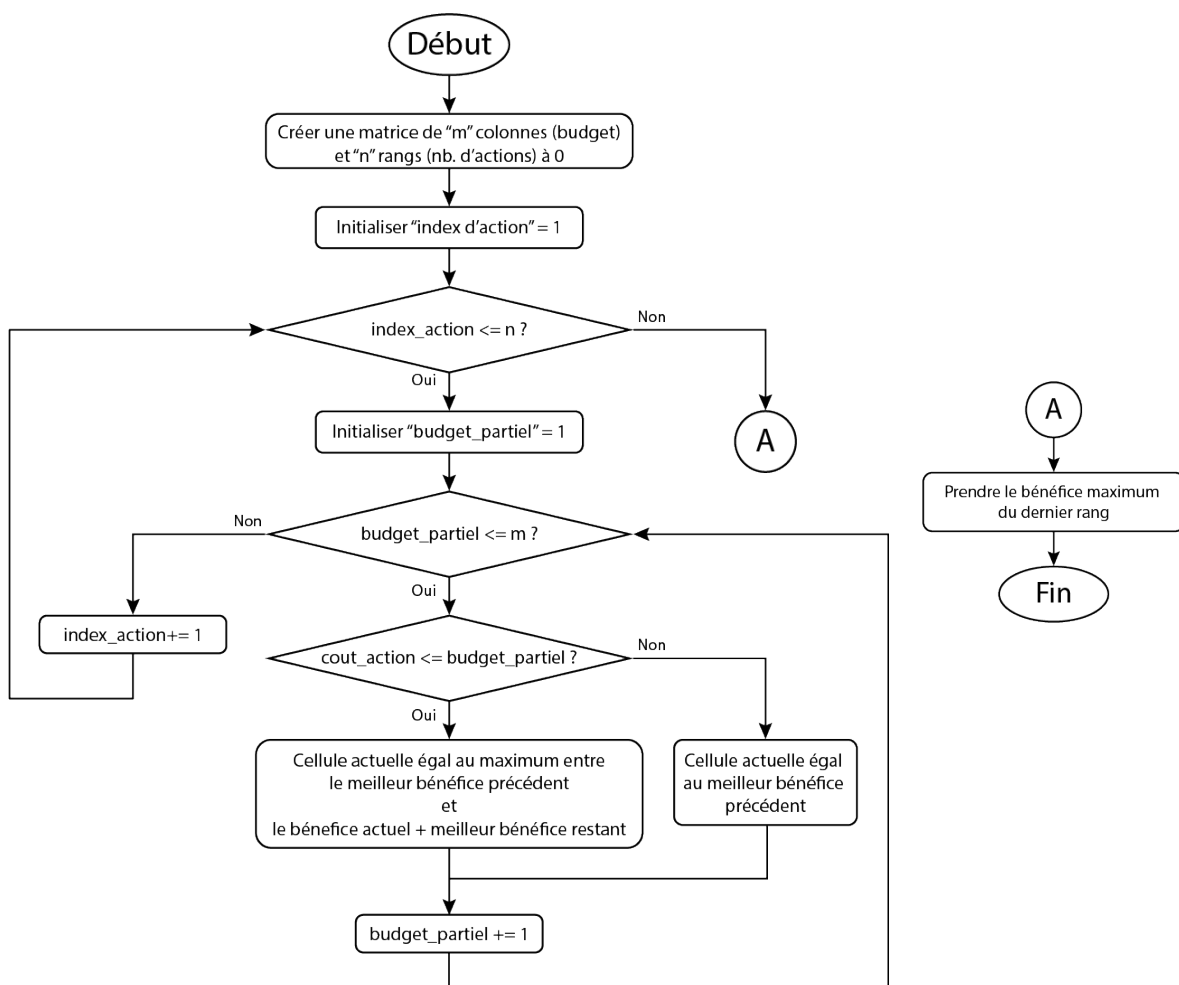 Début
Créer une matrice de “m” colonnes (budget)
et “n” rangs (nb. d’actions) à 0
Initialiser “index d’action” = 1
index_action <= n ?
Non
Oui
Initialiser “budget_partiel” = 1
A
budget_partiel <= m ?
Non
Oui
index_action+= 1
cout_action <= budget_partiel ?
Non
Oui
Cellule actuelle égal au maximum entre
le meilleur bénéfice précédent
et
le bénefice actuel + meilleur bénéfice restant
Cellule actuelle égal
au meilleur bénéfice
précédent
budget_partiel += 1
A
Prendre le bénéfice maximum
du dernier rang
Fin